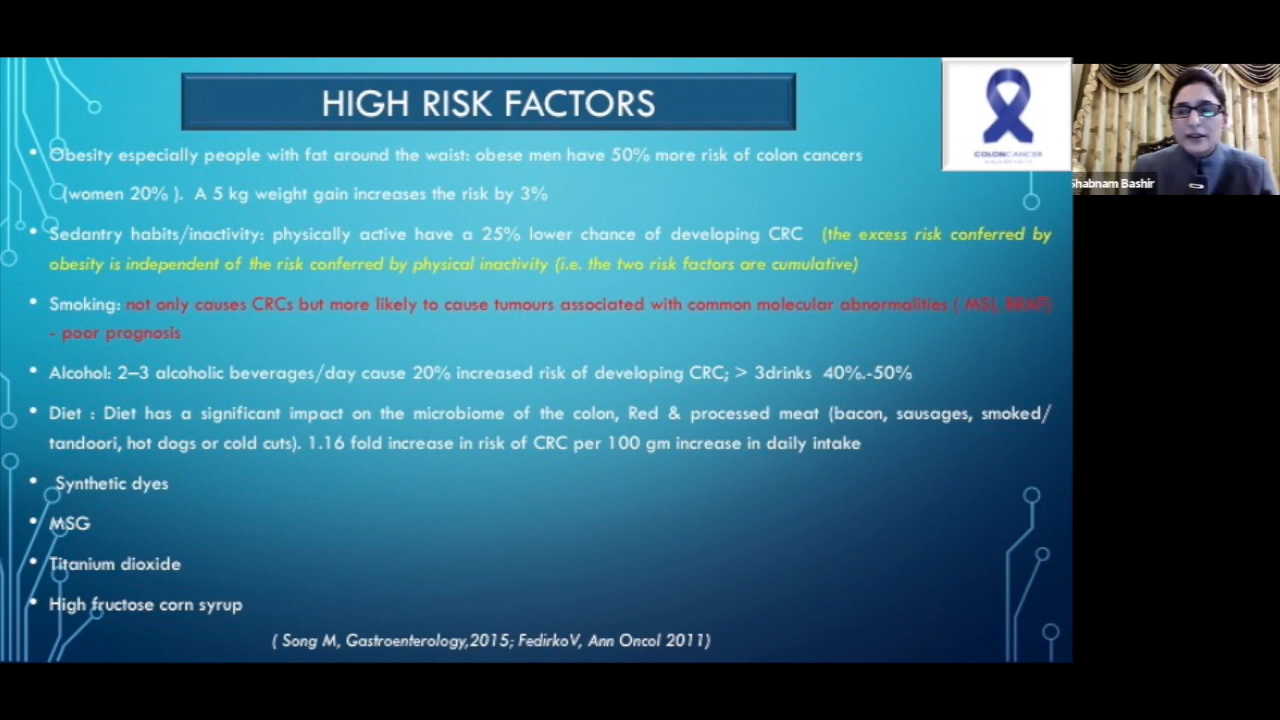 HIGH RISK FACTORS
COLONCANCER
Shabnam Bashir
• Obesity especially people with fat around the waist: obese men have 50% more risk of colon cancers
(women 20% ). A 5 kg weight gain increases the risk by 3%
• Sedantry habits/inactivity: physically active have a 25% lower chance of developing CRC (the excess risk conferred by
obesity is independent of the risk conferred by physical inactivity (i.e. the two risk factors are cumulative)
• Smoking: not only causes CRCs but more likely to cause tumours associated with common molecular abnormalities ( MSI, BRAF)
- poor prognosis
• Alcohol: 2–3 alcoholic beverages/day cause 20% increased risk of developing CRC; > 3drinks 40%.-50%
• Diet : Diet has a significant impact on the microbiome of the colon, Red & processed meat (bacon, sausages, smoked/
tandoori, hot dogs or cold cuts). 1.16 fold increase in risk of CRC per 100 gm increase in daily intake
• Synthetic dyes
• MSG
• Titanium dioxide
• High fructose corn syrup
( Song M, Gastroenterology,2015; FedirkoV, Ann Oncol 2011)